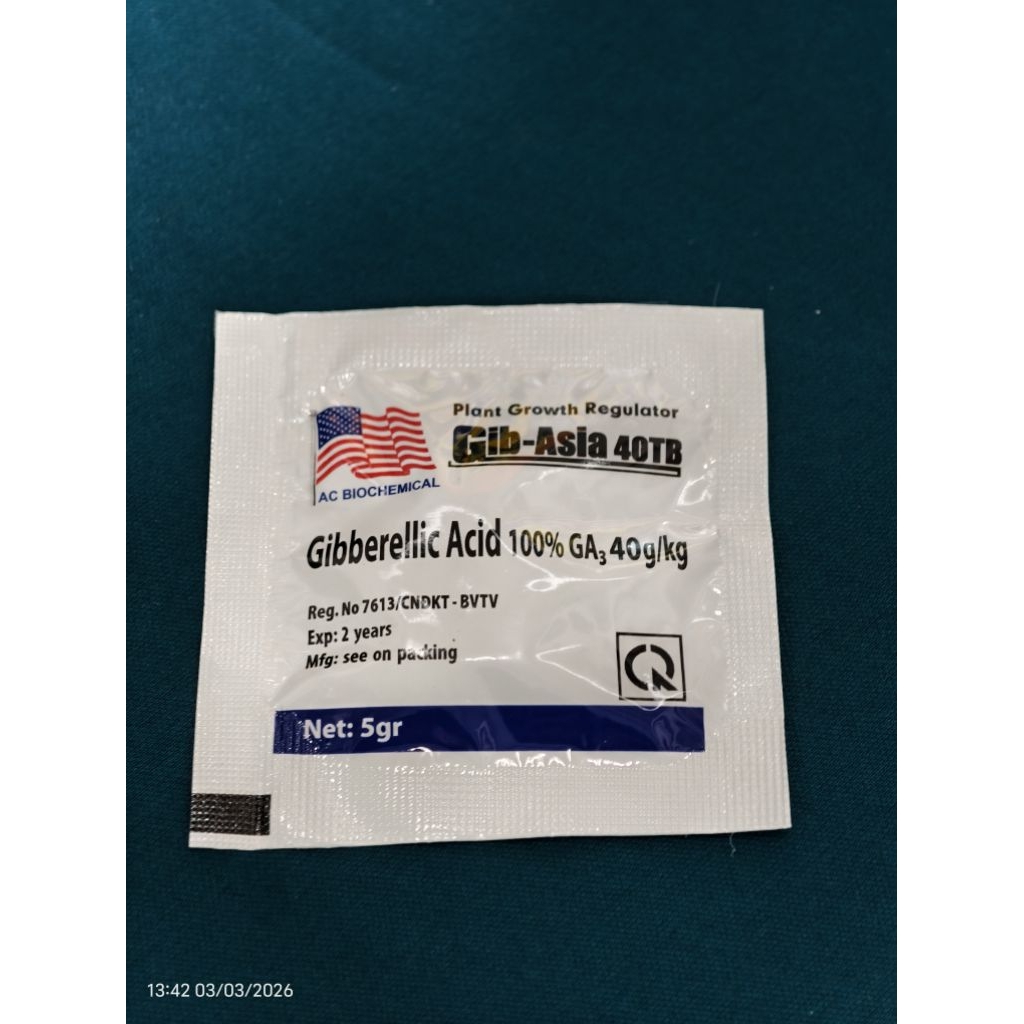 Plant Growth Regulator
Gib-Asia 40TB
AC BIOCHEMICAL
Gibberellic Acid 100% GA₃ 40g/kg
Reg. No 7613/CNĐKT - BVTV
Exp: 2 years
Mfg: see on packing
Net: 5gr
13:42 03/03/2026